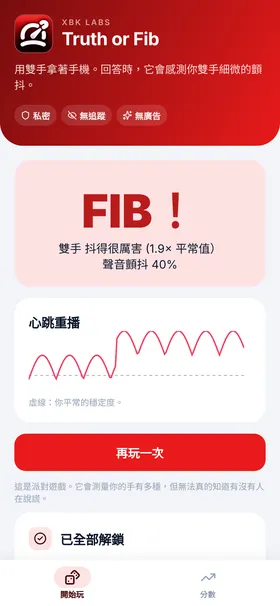 XBK LABS
Truth or Fib
用雙手拿著手機。回答時，它會感測你雙手細微的顫
抖。
私密
無追蹤
無廣告
FIB！
雙手 抖得很厲害 (1.9× 平常值)
聲音顫抖 40%
心跳重播
虛線：你平常的穩定度。
再玩一次
這是派對遊戲。它會測量你的手有多穩，但無法真的知道有沒有人
在說謊。
已全部解鎖
開始玩
分數